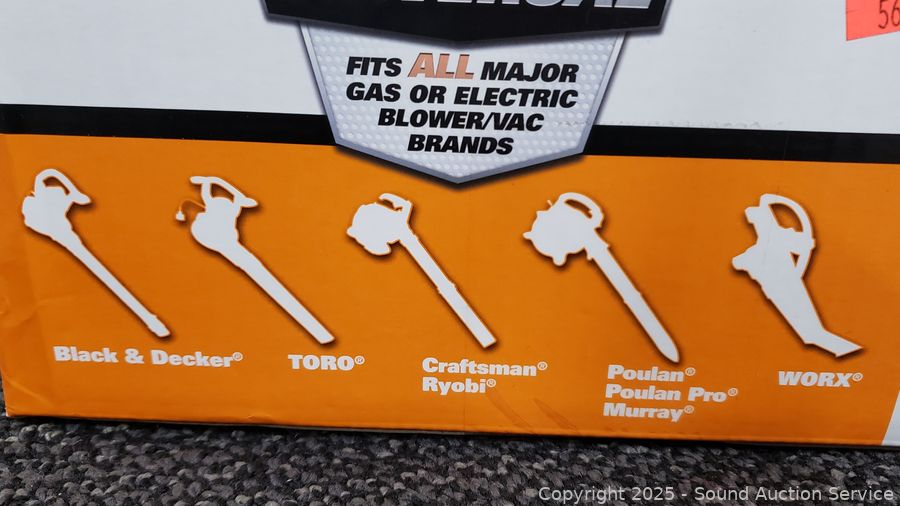 56
FITS ALL MAJOR
GAS OR ELECTRIC
BLOWER/VAC
BRANDS
Black & Decker®
TORO®
Craftsman®
Ryobi®
Poulan®
Poulan Pro®
Murray®
WORX®
Copyright 2025 - Sound Auction Service